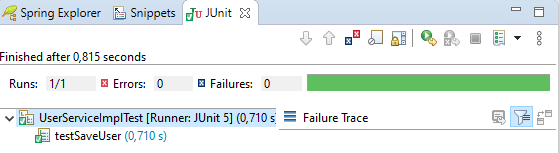 Spring Explorer Snippets JUnit
Finished after 0,815 seconds
Runs: 1/1 Errors: 0 Failures: 0
UserServiceImplTest [Runner: JUnit 5] (0,710 s) Failure Trace
testSaveUser (0,710 s)